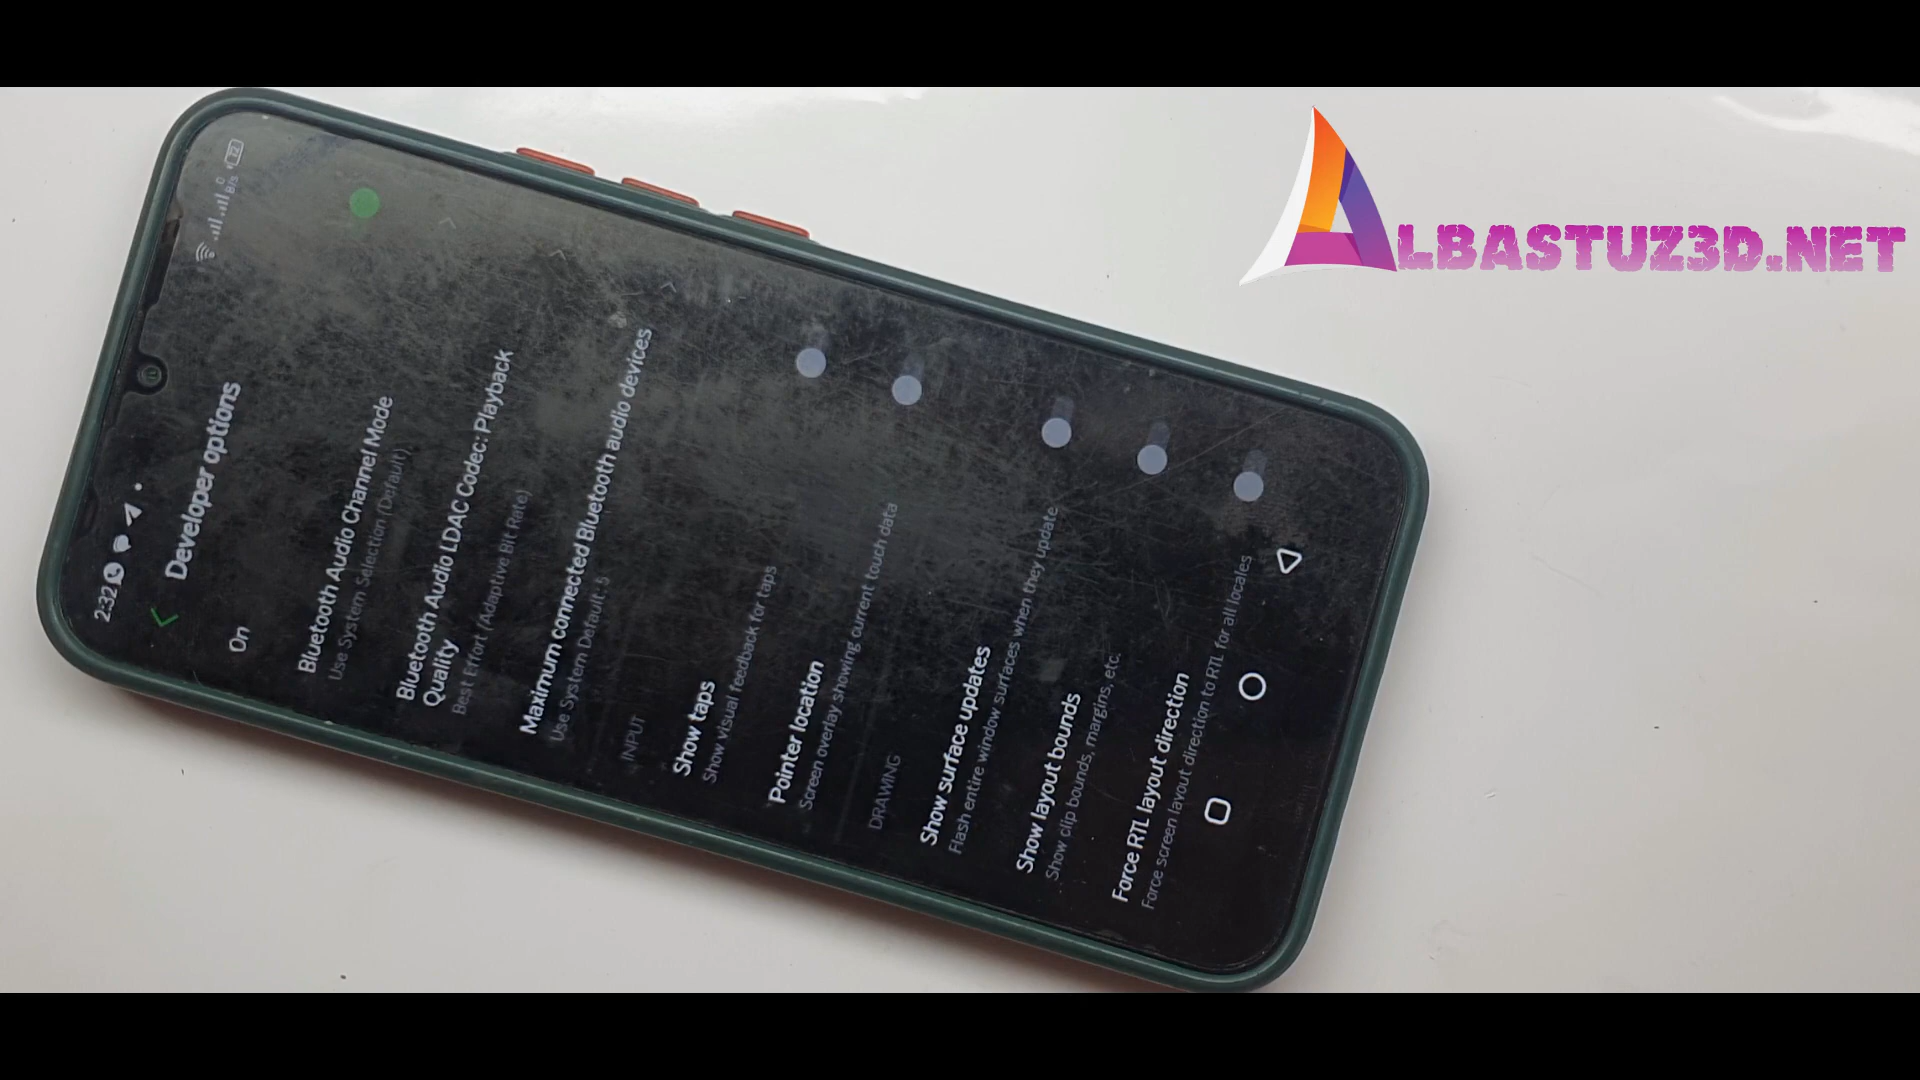 2:32
0
B/s
72
Developer options
On
Bluetooth Audio Channel Mode
Use System Selection (Default)
Bluetooth Audio LDAC Codec: Playback
Quality
Best Effort (Adaptive Bit Rate)
Maximum connected Bluetooth audio devices
Use System Default: 5
INPUT
Show taps
Show visual feedback for taps
Pointer location
Screen overlay showing current touch data
DRAWING
Show surface updates
Flash entire window surfaces when they update
Show layout bounds
Show clip bounds, margins, etc.
Force RTL layout direction
Force screen layout direction to RTL for all locales
ALBASTUZ3D.NET